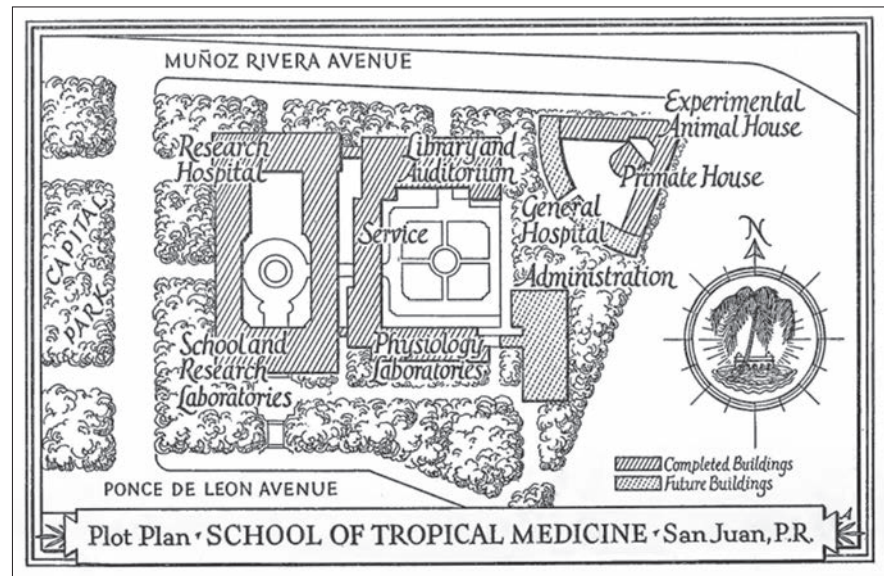 MUÑOZ RIVERA AVENUE
Experimental
Animal House
Research
Hospital
Library and
Auditorium
Primate House
CAPITAL
PARK
Service
General
Hospital
N
Administration
School and
Research
Laboratories
Physiology
Laboratories
Completed Buildings
Future Buildings
PONCE DE LEON AVENUE
Plot Plan · SCHOOL OF TROPICAL MEDICINE · San Juan, P.R.